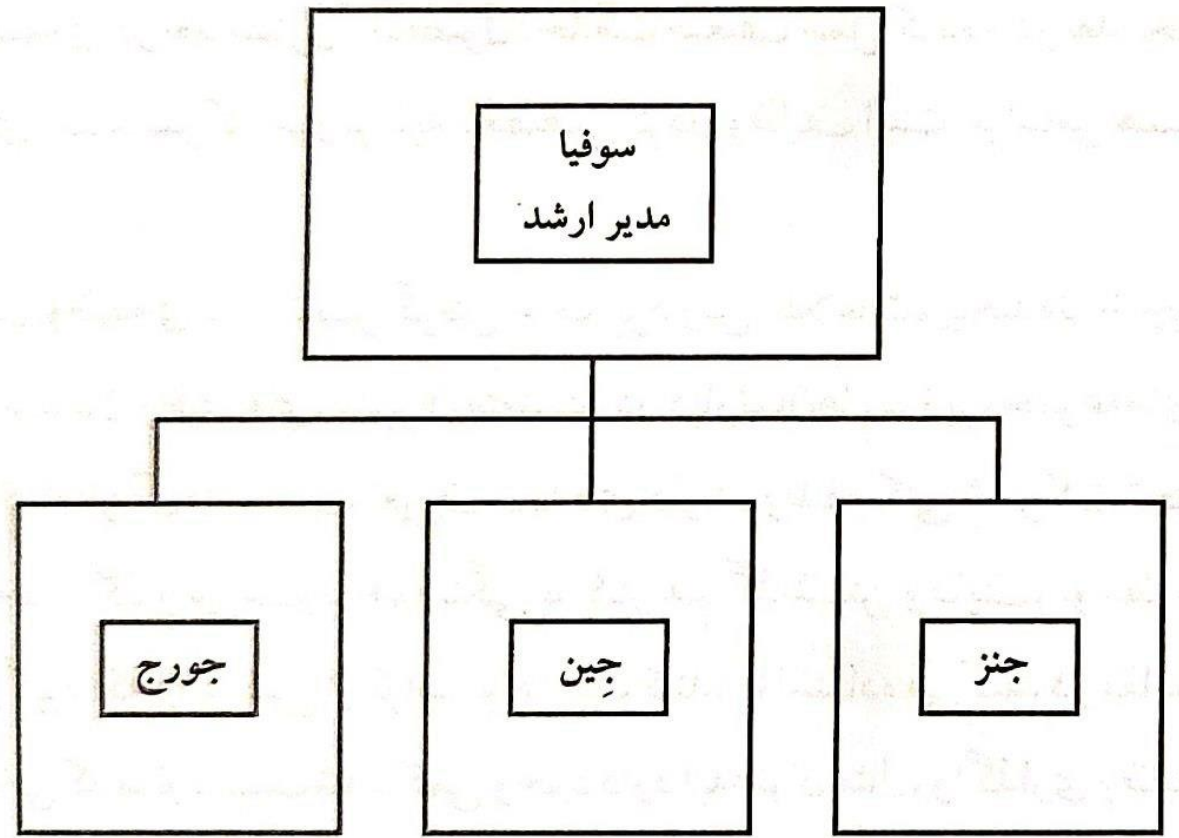 سوفیا
مدیر ارشد
جنز
جِین
جورج